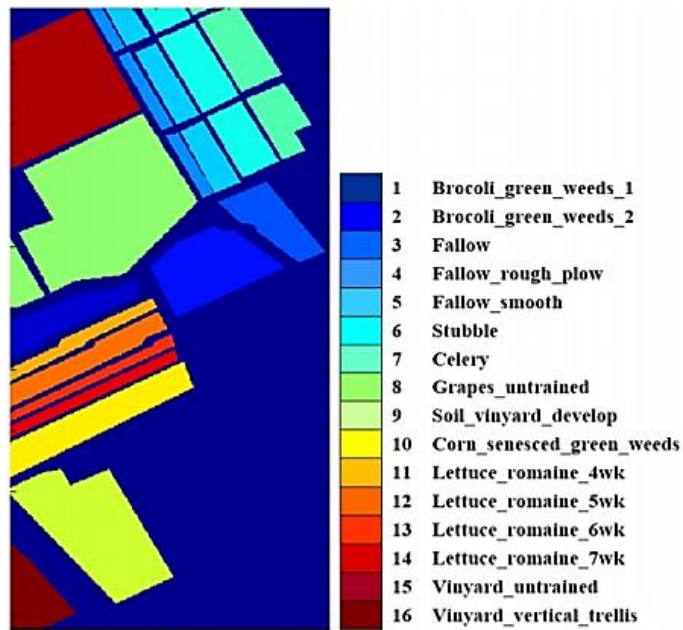 1 Brocoli_green_weeds_1
2 Brocoli_green_weeds_2
3 Fallow
4 Fallow_rough_plow
5 Fallow_smooth
6 Stubble
7 Celery
8 Grapes_untrained
9 Soil_vinyard_develop
10 Corn_senesced_green_weeds
11 Lettuce_romaine_4wk
12 Lettuce_romaine_5wk
13 Lettuce_romaine_6wk
14 Lettuce_romaine_7wk
15 Vinyard_untrained
16 Vinyard_vertical_trellis